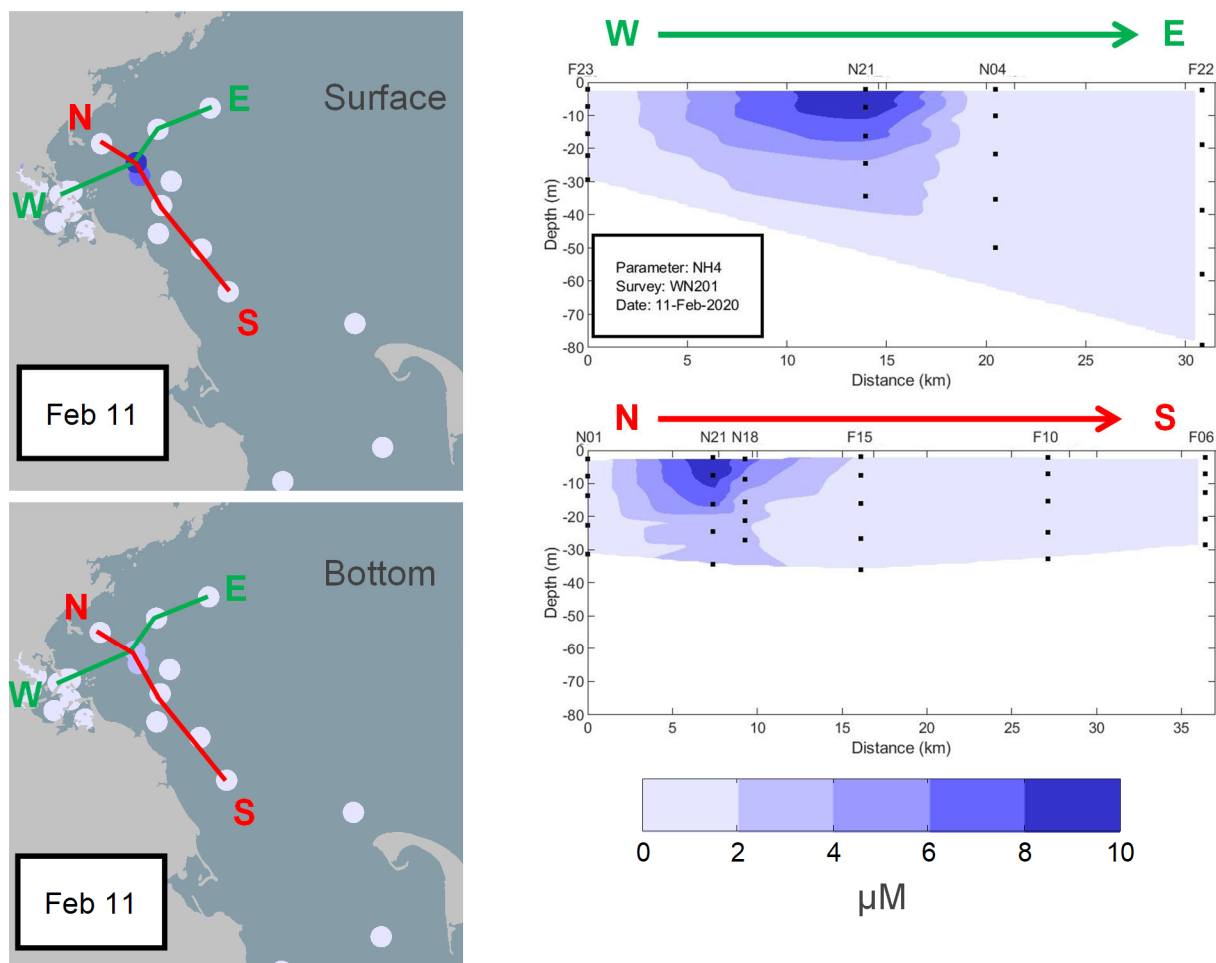 Surface
N
E
W
S
Feb 11
Bottom
N
E
W
S
Feb 11
W E
F23 N21 N04 F22
0
-10
-20
-30
-40
-50
-60
-70
-80
Depth (m)
Parameter: NH4
Survey: WN201
Date: 11-Feb-2020
0 5 10 15 20 25 30
Distance (km)
N S
N01 N21 N18 F15 F10 F06
0
-10
-20
-30
-40
-50
-60
-70
-80
Depth (m)
0 5 10 15 20 25 30 35
Distance (km)
0 2 4 6 8 10
µM